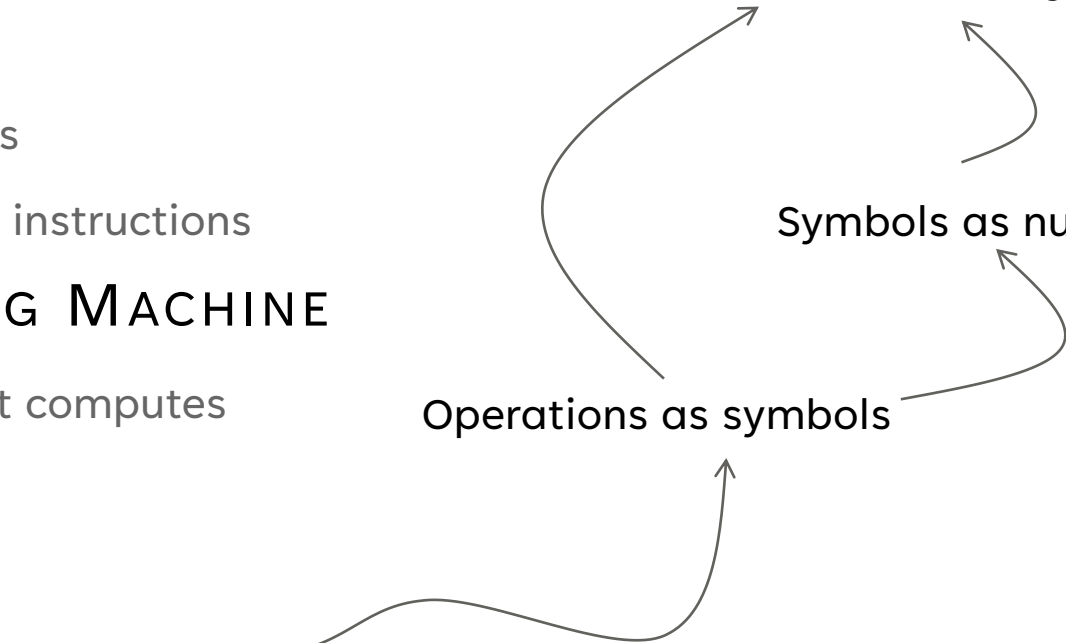 s
instructions
G MACHINE
t computes
Symbols as nu
Operations as symbols